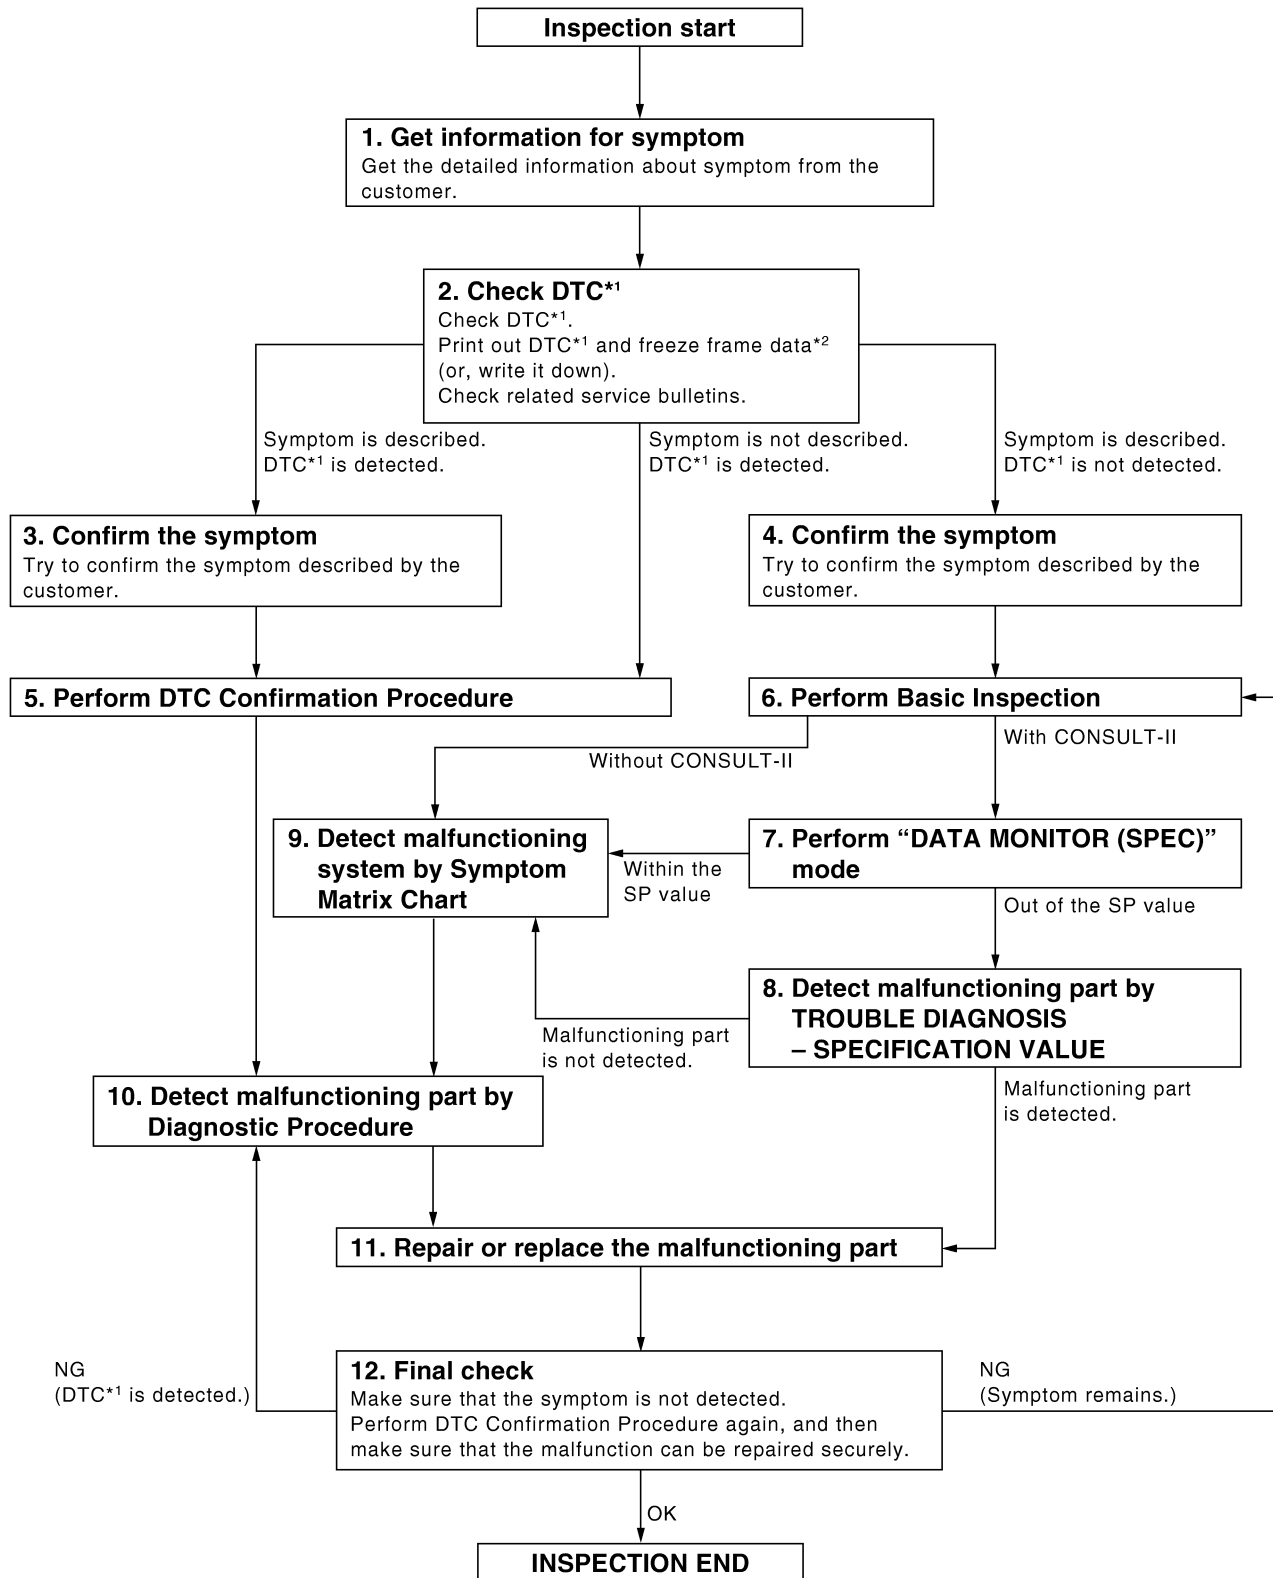 Inspection start
1. Get information for symptom
Get the detailed information about symptom from the
customer.
2. Check DTC*1
Check DTC*1.
Print out DTC*1 and freeze frame data*2
(or, write it down).
Check related service bulletins.
Symptom is described.
DTC*1 is detected.
Symptom is not described.
DTC*1 is detected.
Symptom is described.
DTC*1 is not detected.
3. Confirm the symptom
Try to confirm the symptom described by the
customer.
4. Confirm the symptom
Try to confirm the symptom described by the
customer.
5. Perform DTC Confirmation Procedure
6. Perform Basic Inspection
Without CONSULT-II
With CONSULT-II
9. Detect malfunctioning
system by Symptom
Matrix Chart
Within the
SP value
7. Perform “DATA MONITOR (SPEC)”
mode
Out of the SP value
8. Detect malfunctioning part by
TROUBLE DIAGNOSIS
– SPECIFICATION VALUE
Malfunctioning part
is not detected.
Malfunctioning part
is detected.
10. Detect malfunctioning part by
Diagnostic Procedure
11. Repair or replace the malfunctioning part
NG
(DTC*1 is detected.)
12. Final check
Make sure that the symptom is not detected.
Perform DTC Confirmation Procedure again, and then
make sure that the malfunction can be repaired securely.
NG
(Symptom remains.)
OK
INSPECTION END